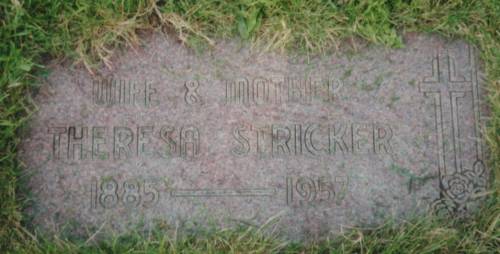 WIFE & MOTHER
THERESA STRICKER
1885 — 1957